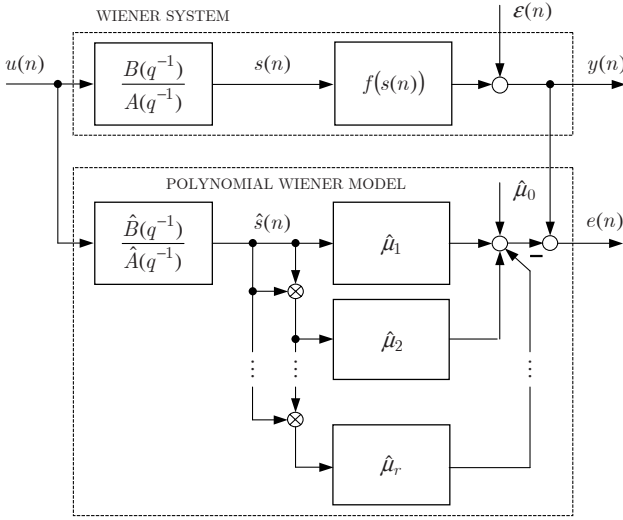 WIENER SYSTEM
ε(n)
u(n)
B(q⁻¹)
A(q⁻¹)
s(n)
f(s(n))
y(n)
POLYNOMIAL WIENER MODEL
μ̂₀
B̂(q⁻¹)
Â(q⁻¹)
ŝ(n)
μ̂₁
e(n)
μ̂₂
μ̂ᵣ